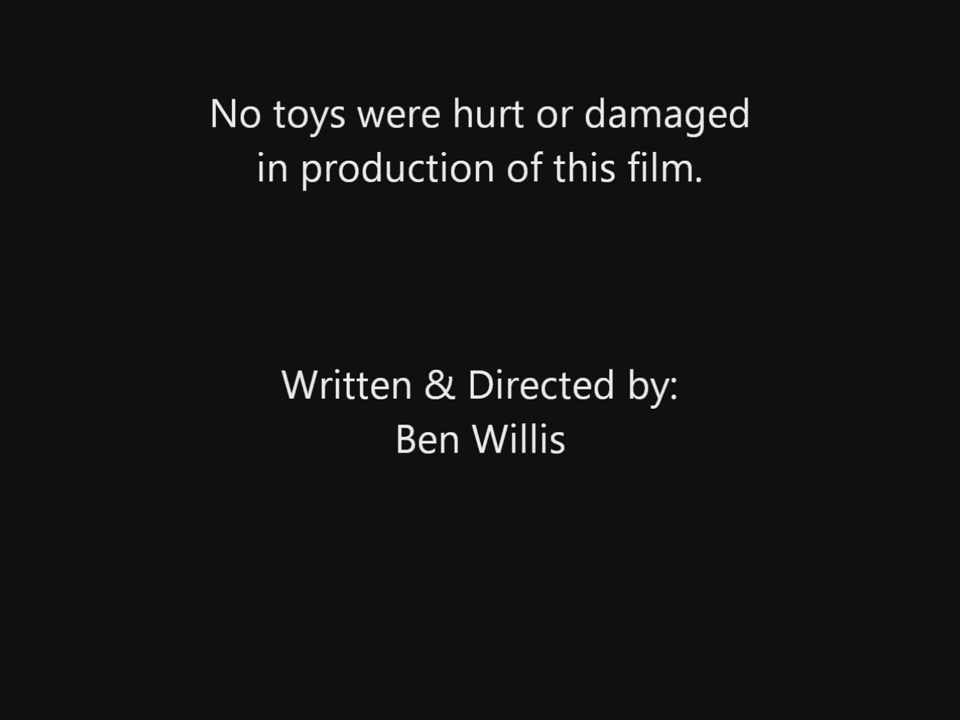 No toys were hurt or damaged
in production of this film.
Written & Directed by:
Ben Willis